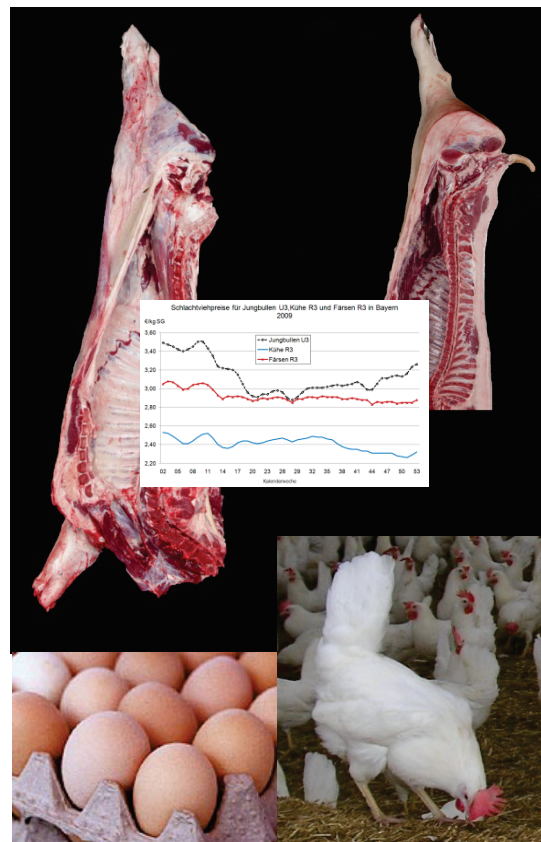 Schlachtviehpreise für Jungbullen U3,Kühe R3 und Färsen R3 in Bayern
2009
€/kg SG
3,60
3,40
3,20
3,00
2,80
2,60
2,40
2,20
Jungbullen U3
Kühe R3
Färsen R3
02 05 08 11 14 17 20 23 26 29 32 35 38 41 44 47 50 53
Kalenderwoche